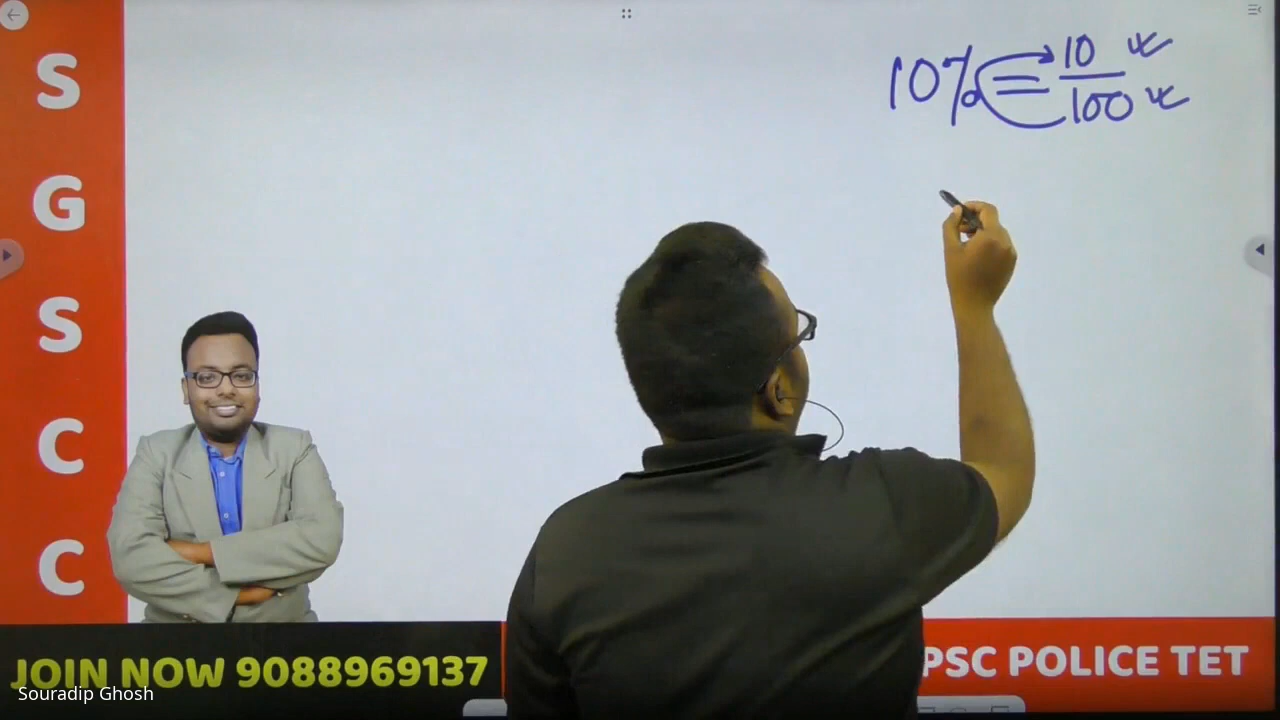 S
G
S
C
C
10% = 10/100
JOIN NOW 9088969137
PSC POLICE TET
Souradip Ghosh